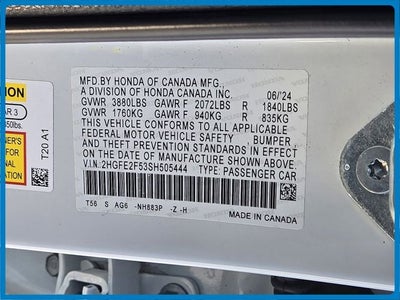 MFD.BY HONDA OF CANADA MFG.,
A DIVISION OF HONDA CANADA INC. 06/'24
GVWR 3880LBS GAWR F 2072LBS R 1840LBS
GVWR 1760KG GAWR F 940KG R 835KG
THIS VEHICLE CONFORMS TO ALL APPLICABLE
FEDERAL MOTOR VEHICLE SAFETY, BUMPER
AND THEFT PREVENTION STANDARDS IN EFFECT ON
THE DATE OF MANUFACTURE SHOWN ABOVE.
V.I.N:2HGFE2F53SH505444 TYPE: PASSENGER CAR
T56 S AG6 -NH883P -Z -H
MADE IN CANADA
T20 A1
MATION
AR 3